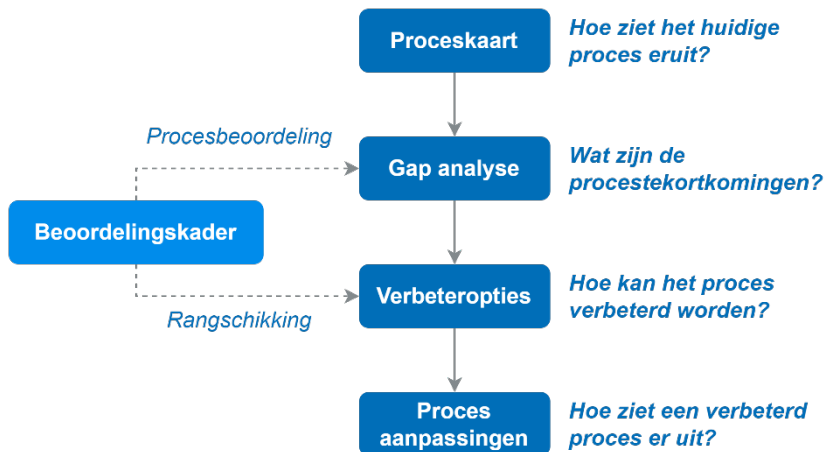 Proceskaart
Hoe ziet het huidige
proces eruit?
Procesbeoordeling
Gap analyse
Wat zijn de
procestekortkomingen?
Beoordelingskader
Rangschikking
Verbeteropties
Hoe kan het proces
verbeterd worden?
Proces
aanpassingen
Hoe ziet een verbeterd
proces er uit?